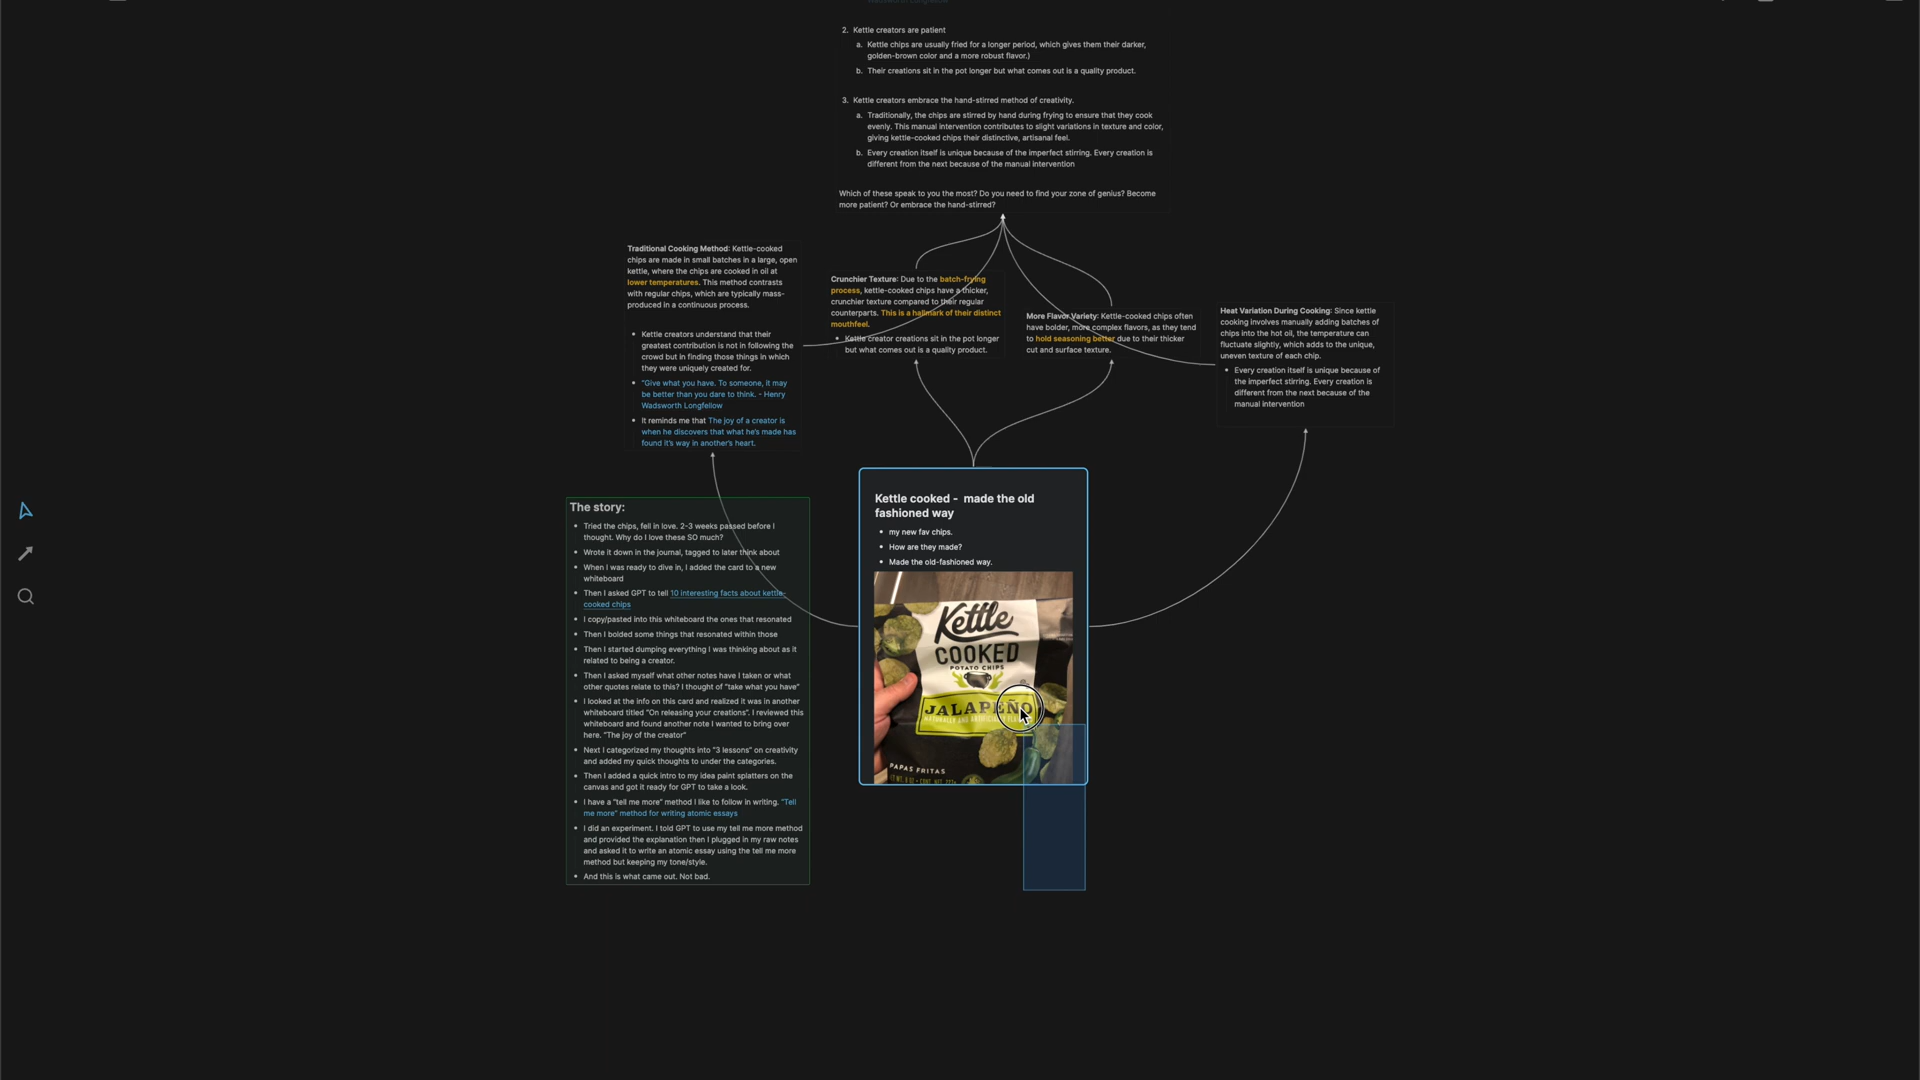 Wadsworth Longfellow
2. Kettle creators are patient
a. Kettle chips are usually fried for a longer period, which gives them their darker,
golden-brown color and a more robust flavor.)
b. Their creations sit in the pot longer but what comes out is a quality product.
3. Kettle creators embrace the hand-stirred method of creativity.
a. Traditionally, the chips are stirred by hand during frying to ensure that they cook
evenly. This manual intervention contributes to slight variations in texture and color,
giving kettle-cooked chips their distinctive, artisanal feel.
b. Every creation itself is unique because of the imperfect stirring. Every creation is
different from the next because of the manual intervention
Which of these speak to you the most? Do you need to find your zone of genius? Become
more patient? Or embrace the hand-stirred?
Traditional Cooking Method: Kettle-cooked
chips are made in small batches in a large, open
kettle, where the chips are cooked in oil at
lower temperatures. This method contrasts
with regular chips, which are typically mass-
produced in a continuous process.
• Kettle creators understand that their
greatest contribution is not in following the
crowd but in finding those things in which
they were uniquely created for.
• "Give what you have. To someone, it may
be better than you dare to think. - Henry
Wadsworth Longfellow
• It reminds me that The joy of a creator is
when he discovers that what he's made has
found it's way in another's heart.
Crunchier Texture: Due to the batch-frying
process, kettle-cooked chips have a thicker,
crunchier texture compared to their regular
counterparts. This is a hallmark of their distinct
mouthfeel.
• Kettle creator creations sit in the pot longer
but what comes out is a quality product.
More Flavor Variety: Kettle-cooked chips often
have bolder, more complex flavors, as they tend
to hold seasoning better due to their thicker
cut and surface texture.
Heat Variation During Cooking: Since kettle
cooking involves manually adding batches of
chips into the hot oil, the temperature can
fluctuate slightly, which adds to the unique,
uneven texture of each chip.
• Every creation itself is unique because of
the imperfect stirring. Every creation is
different from the next because of the
manual intervention
The story:
• Tried the chips, fell in love. 2-3 weeks passed before I
thought. Why do I love these SO much?
• Wrote it down in the journal, tagged to later think about
• When I was ready to dive in, I added the card to a new
whiteboard
• Then I asked GPT to tell 10 interesting facts about kettle-
cooked chips
• I copy/pasted into this whiteboard the ones that resonated
• Then I bolded some things that resonated within those
• Then I started dumping everything I was thinking about as it
related to being a creator.
• Then I asked myself what other notes have I taken or what
other quotes relate to this? I thought of "take what you have"
• I looked at the info on this card and realized it was in another
whiteboard titled "On releasing your creations". I reviewed this
whiteboard and found another note I wanted to bring over
here. "The joy of the creator"
• Next I categorized my thoughts into "3 lessons" on creativity
and added my quick thoughts to under the categories.
• Then I added a quick intro to my idea paint splatters on the
canvas and got it ready for GPT to take a look.
• I have a "tell me more" method I like to follow in writing. "Tell
me more" method for writing atomic essays
• I did an experiment. I told GPT to use my tell me more method
and provided the explanation then I plugged in my raw notes
and asked it to write an atomic essay using the tell me more
method but keeping my tone/style.
• And this is what came out. Not bad.
Kettle cooked - made the old
fashioned way
• my new fav chips.
• How are they made?
• Made the old-fashioned way.
Kettle
COOKED
POTATO CHIPS
JALAPEÑO
NATURALLY AND ARTIFICIALLY
PAPAS FRITAS